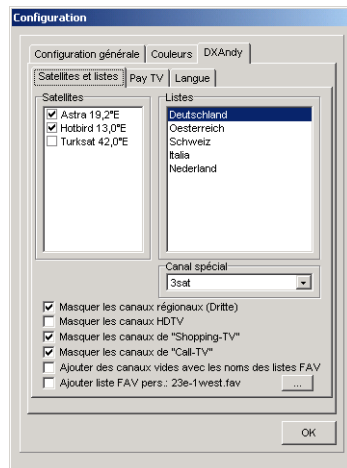 Configuration
Configuration générale Couleurs DXAndy
Satellites et listes Pay TV Langue
Satellites
Astra 19,2°E
Hotbird 13,0°E
Turksat 42,0°E
Listes
Deutschland
Oesterreich
Schweiz
Italia
Nederland
Canal spécial
3sat
Masquer les canaux régionaux (Dritte)
Masquer les canaux HDTV
Masquer les canaux de "Shopping-TV"
Masquer les canaux de "Call-TV"
Ajouter des canaux vides avec les noms des listes FAV
Ajouter liste FAV pers.: 23e-1west.fav ...
OK